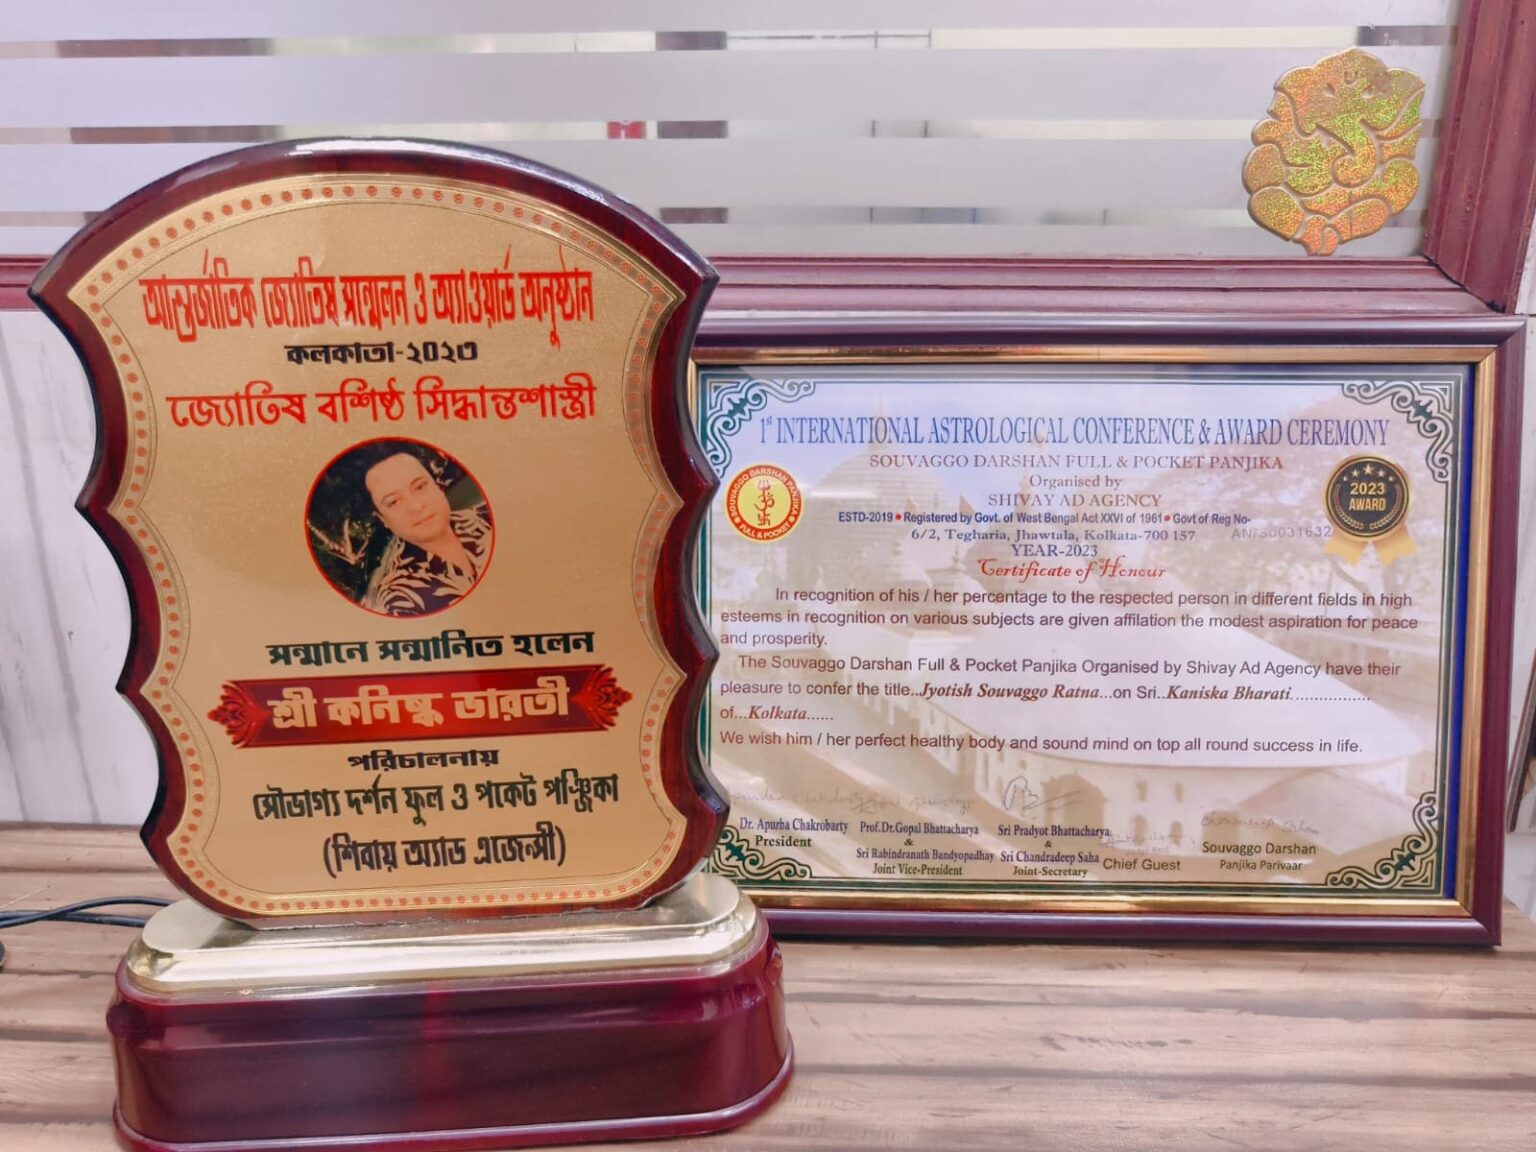 আন্তর্জাতিক জ্যোতিষ সম্মেলন ও অ্যাওয়ার্ড অনুষ্ঠান
কলকাতা-২০২৩
জ্যোতিষ বশিষ্ঠ সিদ্ধান্তশাস্ত্রী
সন্মানে সন্মানিত হলেন
শ্রী কনিষ্ক ভারতী
পরিচালনায়
সৌভাগ্য দর্শন ফুল ও পকেট পঞ্জিকা
(শিবায় অ্যাড এজেন্সী)
1st INTERNATIONAL ASTROLOGICAL CONFERENCE & AWARD CEREMONY
SOUVAGGO DARSHAN FULL & POCKET PANJIKA
Organised by
SHIVAY AD AGENCY
ESTD-2019 • Registered by Govt. of West Bengal Act XXVI of 1961 • Govt of Reg No-
6/2, Tegharia, Jhawtala, Kolkata-700 157
YEAR-2023
Certificate of Honour
SOUVAGGO DARSHAN PANJIKA
FULL & POCKET
2023
AWARD
In recognition of his / her percentage to the respected person in different fields in high
esteems in recognition on various subjects are given affilation the modest aspiration for peace
and prosperity.
The Souvaggo Darshan Full & Pocket Panjika Organised by Shivay Ad Agency have their
pleasure to confer the title..Jyotish Souvaggo Ratna...on Sri..Kaniska Bharati..................
of...Kolkata......
We wish him / her perfect healthy body and sound mind on top all round success in life.
Dr. Apurba Chakrobarty
President
Prof.Dr.Gopal Bhattacharya
&
Sri Rabindranath Bandyopadhay
Joint Vice-President
Sri Pradyot Bhattacharya
&
Sri Chandradeep Saha
Joint-Secretary
Chief Guest
Souvaggo Darshan
Panjika Parivaar